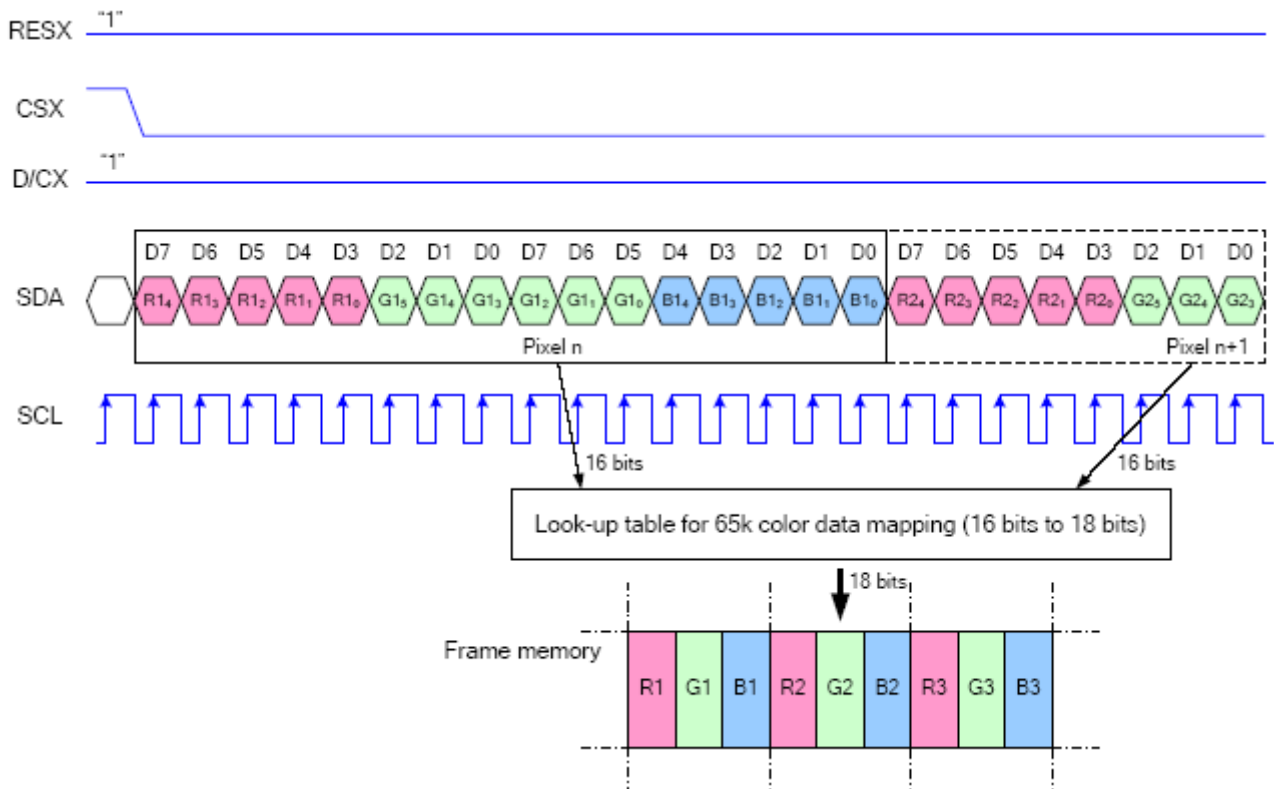 RESX "1"
CSX
D/CX "1"
D7 D6 D5 D4 D3 D2 D1 D0 D7 D6 D5 D4 D3 D2 D1 D0 D7 D6 D5 D4 D3 D2 D1 D0
SDA R1₄ R1₃ R1₂ R1₁ R1₀ G1₅ G1₄ G1₃ G1₂ G1₁ G1₀ B1₄ B1₃ B1₂ B1₁ B1₀ R2₄ R2₃ R2₂ R2₁ R2₀ G2₅ G2₄ G2₃
Pixel n Pixel n+1
SCL
16 bits 16 bits
Look-up table for 65k color data mapping (16 bits to 18 bits)
18 bits
Frame memory
R1 G1 B1 R2 G2 B2 R3 G3 B3